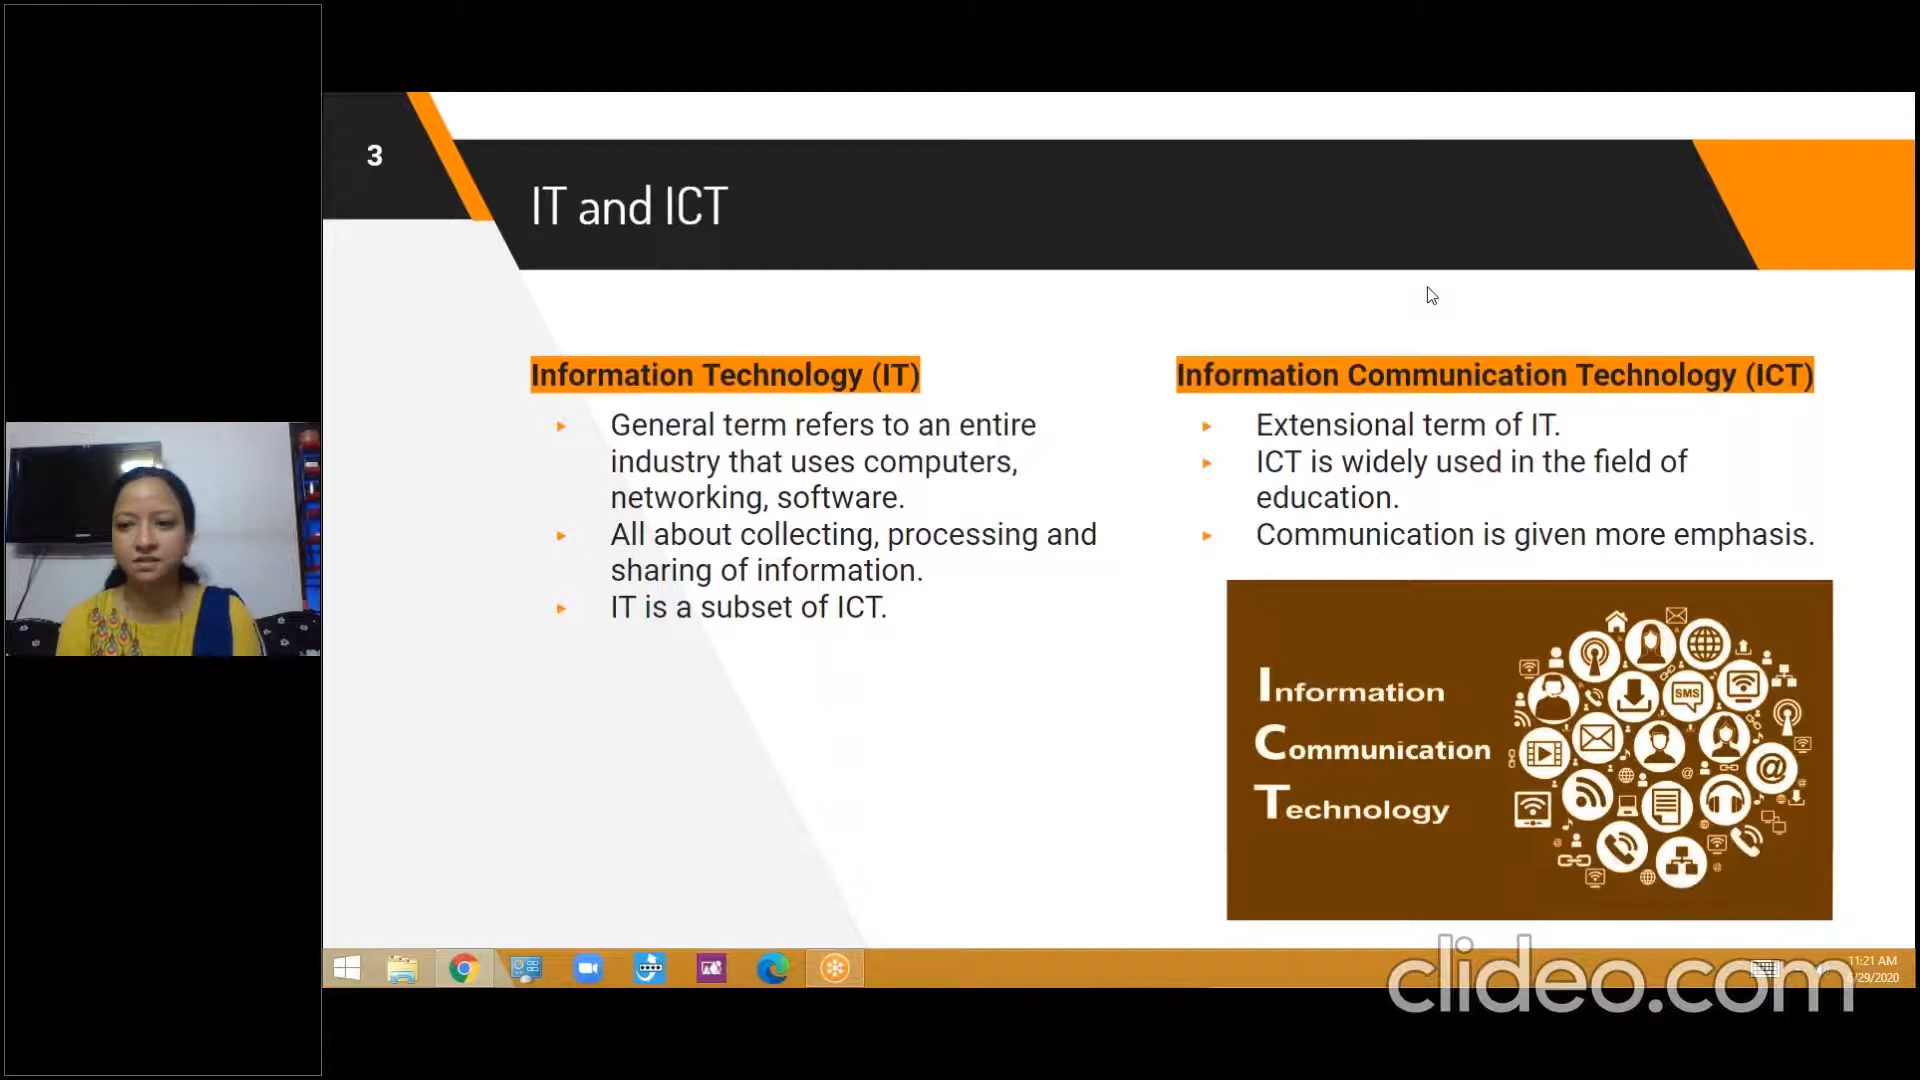 3
IT and ICT
Information Technology (IT)
General term refers to an entire
industry that uses computers,
networking, software.
All about collecting, processing and
sharing of information.
IT is a subset of ICT.
Information Communication Technology (ICT)
Extensional term of IT.
ICT is widely used in the field of
education.
Communication is given more emphasis.
Information
Communication
Technology
SMS
clideo.com
11:21 AM
/29/2020